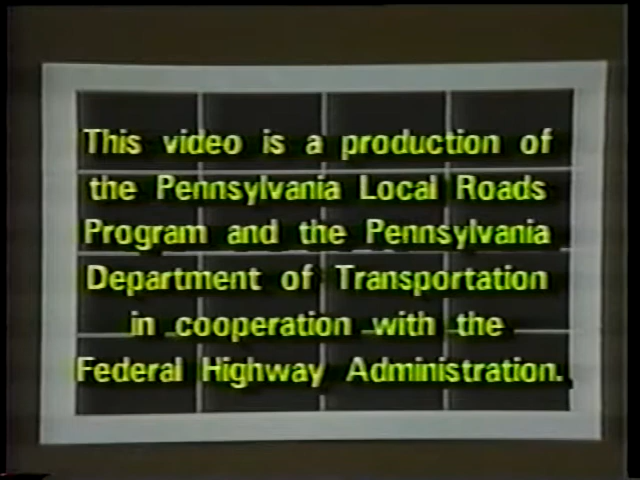 This video is a production of
the Pennsylvania Local Roads
Program and the Pennsylvania
Department of Transportation
in cooperation with the
Federal Highway Administration.